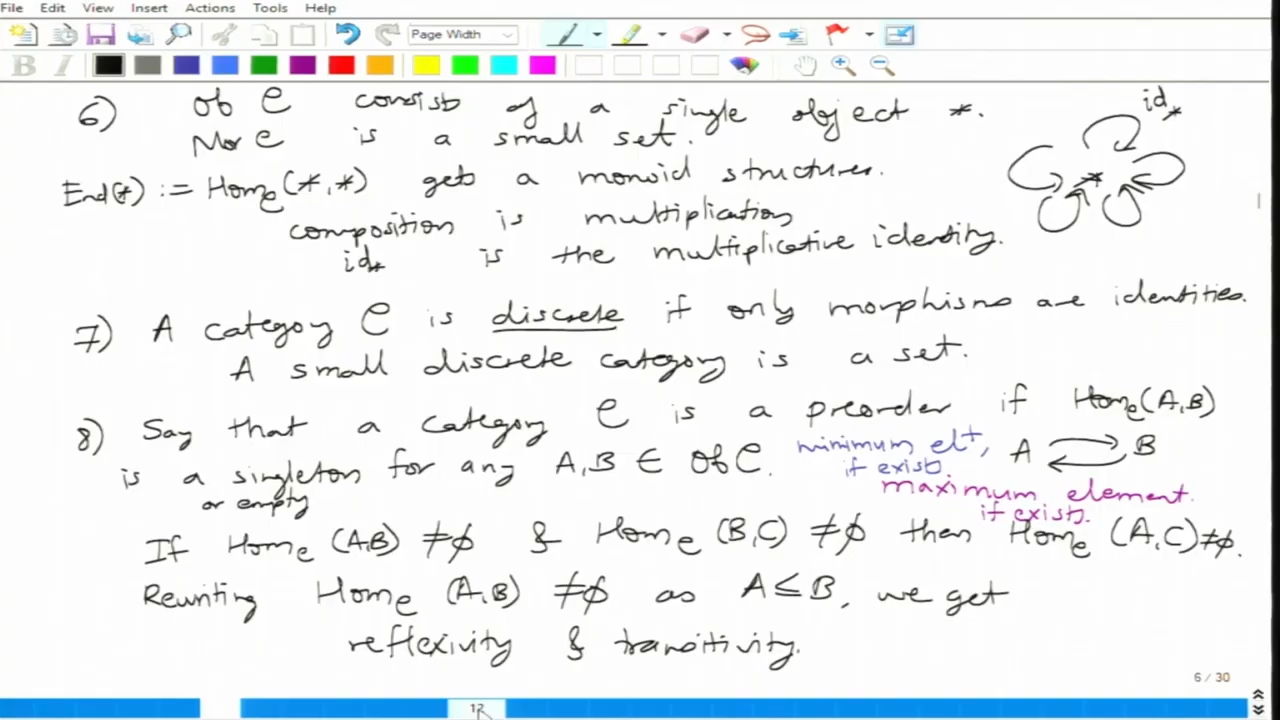 File Edit View Insert Actions Tools Help
Page Width
B I
6) Ob C consists of a single object *.
Mor C is a small set.
id*
End(*) := Hom_C(*,*) gets a monoid structures.
composition is multiplication
id* is the multiplicative identity.
7) A category C is discrete if only morphisms are identities.
A small discrete category is a set.
8) Say that a category C is a preorder if Hom_C(A,B)
is a singleton for any A,B ∈ Ob C.
or empty
minimum elt,
if exists.
A B
maximum element.
if exists.
If Hom_C (A,B) ≠ ∅ & Hom_C (B,C) ≠ ∅ then Hom_C (A,C) ≠ ∅.
Rewriting Hom_C (A,B) ≠ ∅ as A ≤ B, we get
reflexivity & transitivity.
6 / 30
12